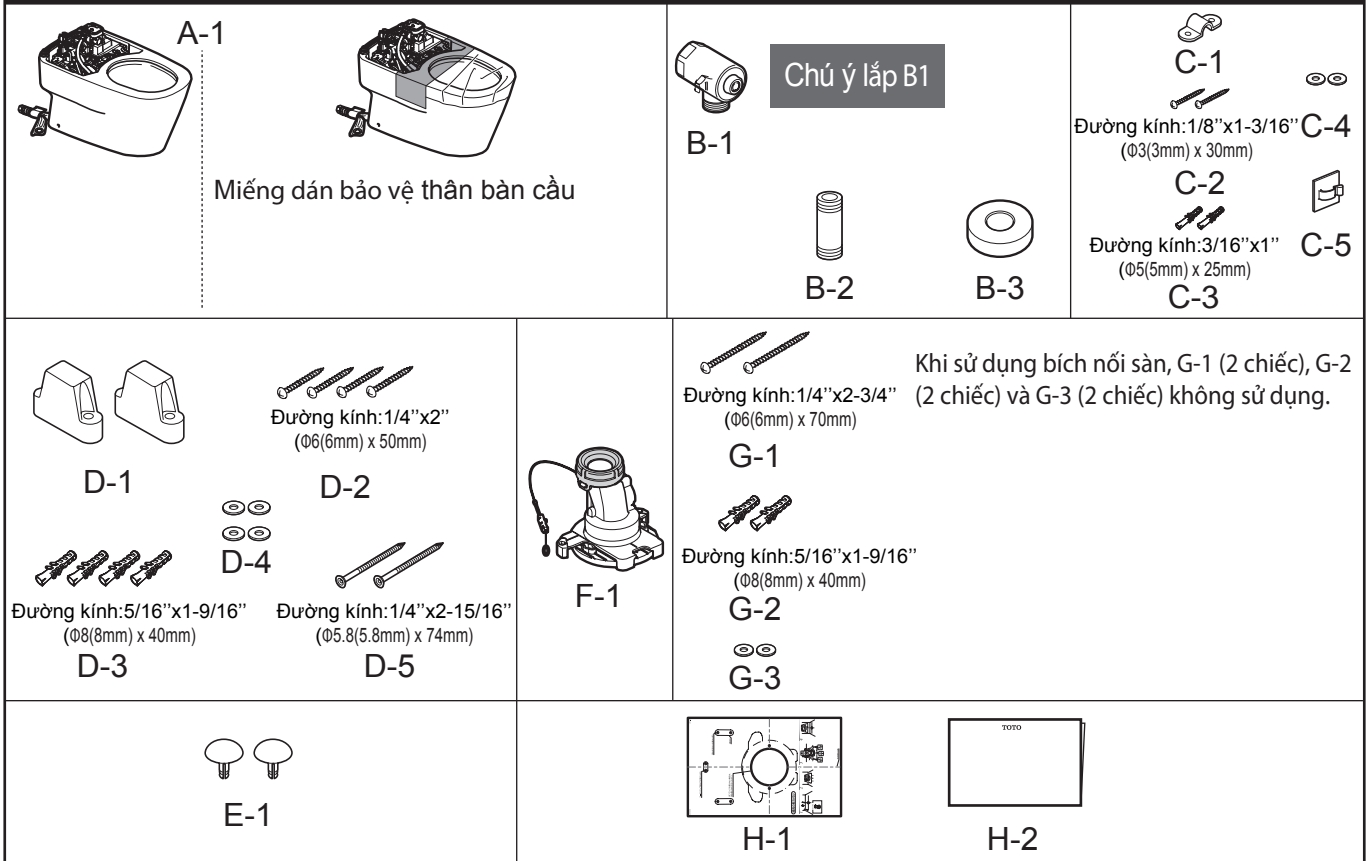 A-1
Miếng dán bảo vệ thân bàn cầu
B-1
Chú ý lắp B1
B-2
B-3
C-1
Đường kính:1/8’’x1-3/16’’
(Φ3(3mm) x 30mm)
C-2
C-4
Đường kính:3/16’’x1’’
(Φ5(5mm) x 25mm)
C-3
C-5
D-1
Đường kính:1/4’’x2’’
(Φ6(6mm) x 50mm)
D-2
D-4
Đường kính:5/16’’x1-9/16’’
(Φ8(8mm) x 40mm)
D-3
Đường kính:1/4’’x2-15/16’’
(Φ5.8(5.8mm) x 74mm)
D-5
F-1
Đường kính:1/4’’x2-3/4’’
(Φ6(6mm) x 70mm)
G-1
Khi sử dụng bích nối sàn, G-1 (2 chiếc), G-2
(2 chiếc) và G-3 (2 chiếc) không sử dụng.
Đường kính:5/16’’x1-9/16’’
(Φ8(8mm) x 40mm)
G-2
G-3
E-1
H-1
TOTO
H-2